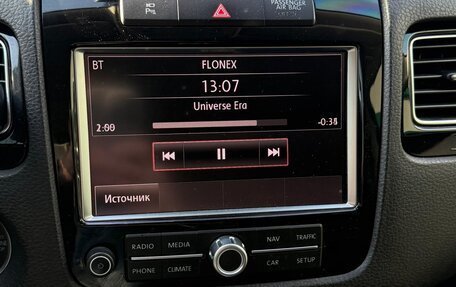 PASSENGER
AIR BAG
BT FLONEX
13:07
Universe Era
2:00 -0:34
Источник
RADIO MEDIA NAV TRAFFIC
PHONE CLIMATE CAR SETUP